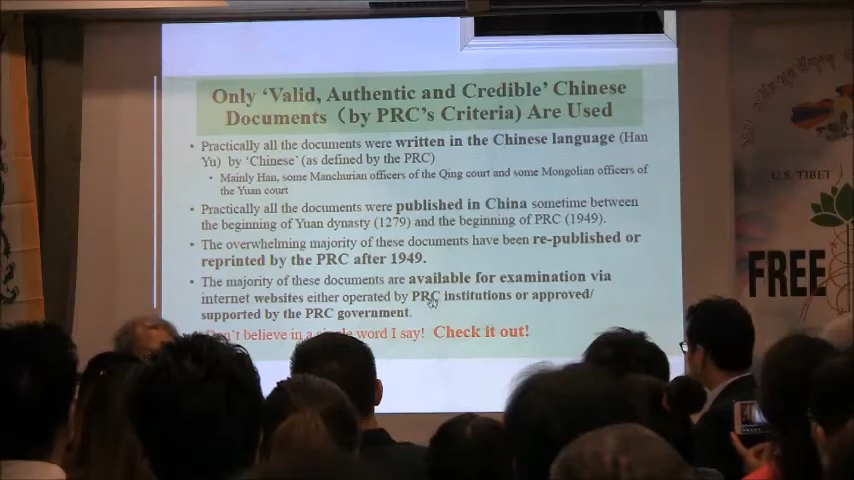 Only ‘Valid, Authentic and Credible’ Chinese
Documents (by PRC’s Criteria) Are Used
• Practically all the documents were written in the Chinese language (Han
Yu) by ‘Chinese’ (as defined by the PRC)
• Mainly Han, some Manchurian officers of the Qing court and some Mongolian officers of
the Yuan court
• Practically all the documents were published in China sometime between
the beginning of Yuan dynasty (1279) and the beginning of PRC (1949).
• The overwhelming majority of these documents have been re-published or
reprinted by the PRC after 1949.
• The majority of these documents are available for examination via
internet websites either operated by PRC institutions or approved/
supported by the PRC government.
believe in a single word I say! Check it out!
U.S. TIBET
FREE